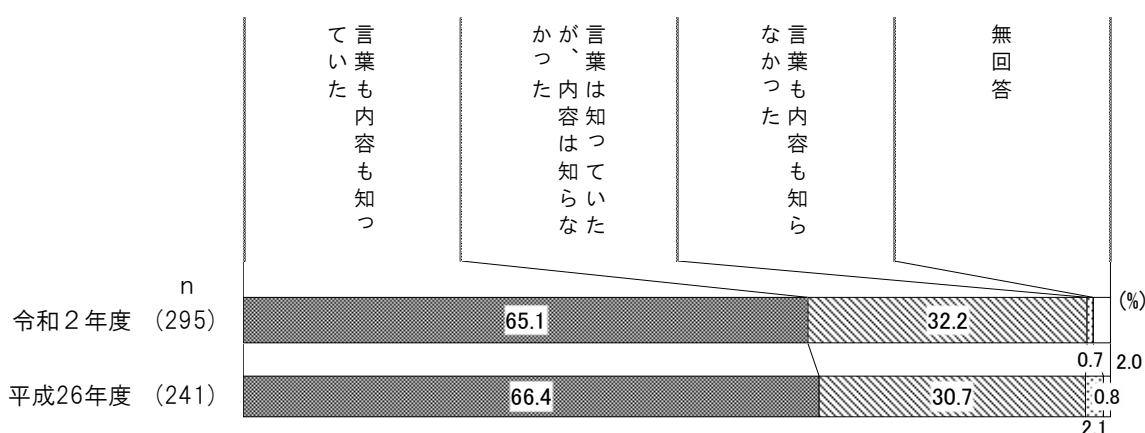 言葉も内容も知っ
ていた
言葉は知っていた
が、内容は知らな
かった
言葉も内容も知ら
なかった
無回答
n
(%)
令和２年度 (295)
65.1
32.2
0.7
2.0
平成26年度 (241)
66.4
30.7
0.8
2.1